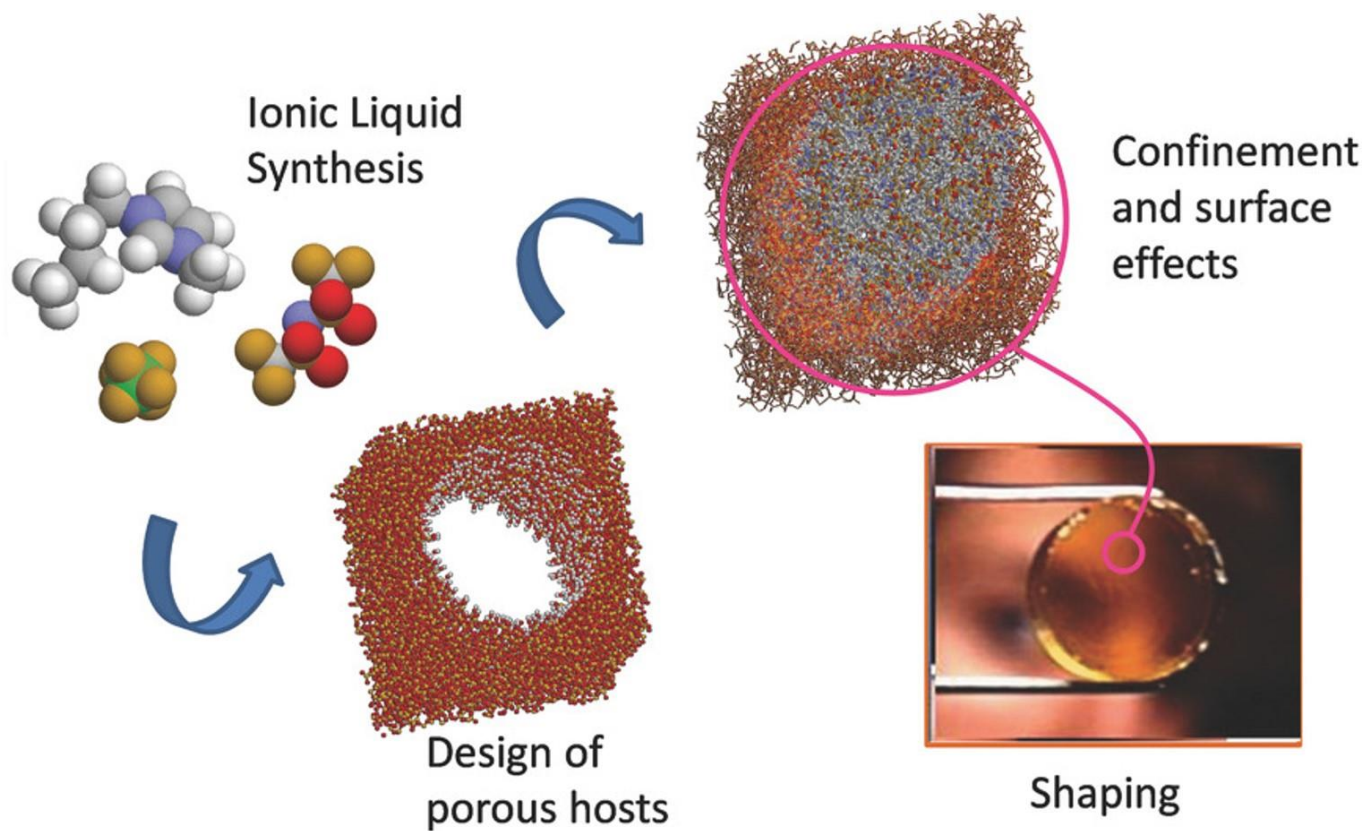 Ionic Liquid
Synthesis
Confinement
and surface
effects
Design of
porous hosts
Shaping